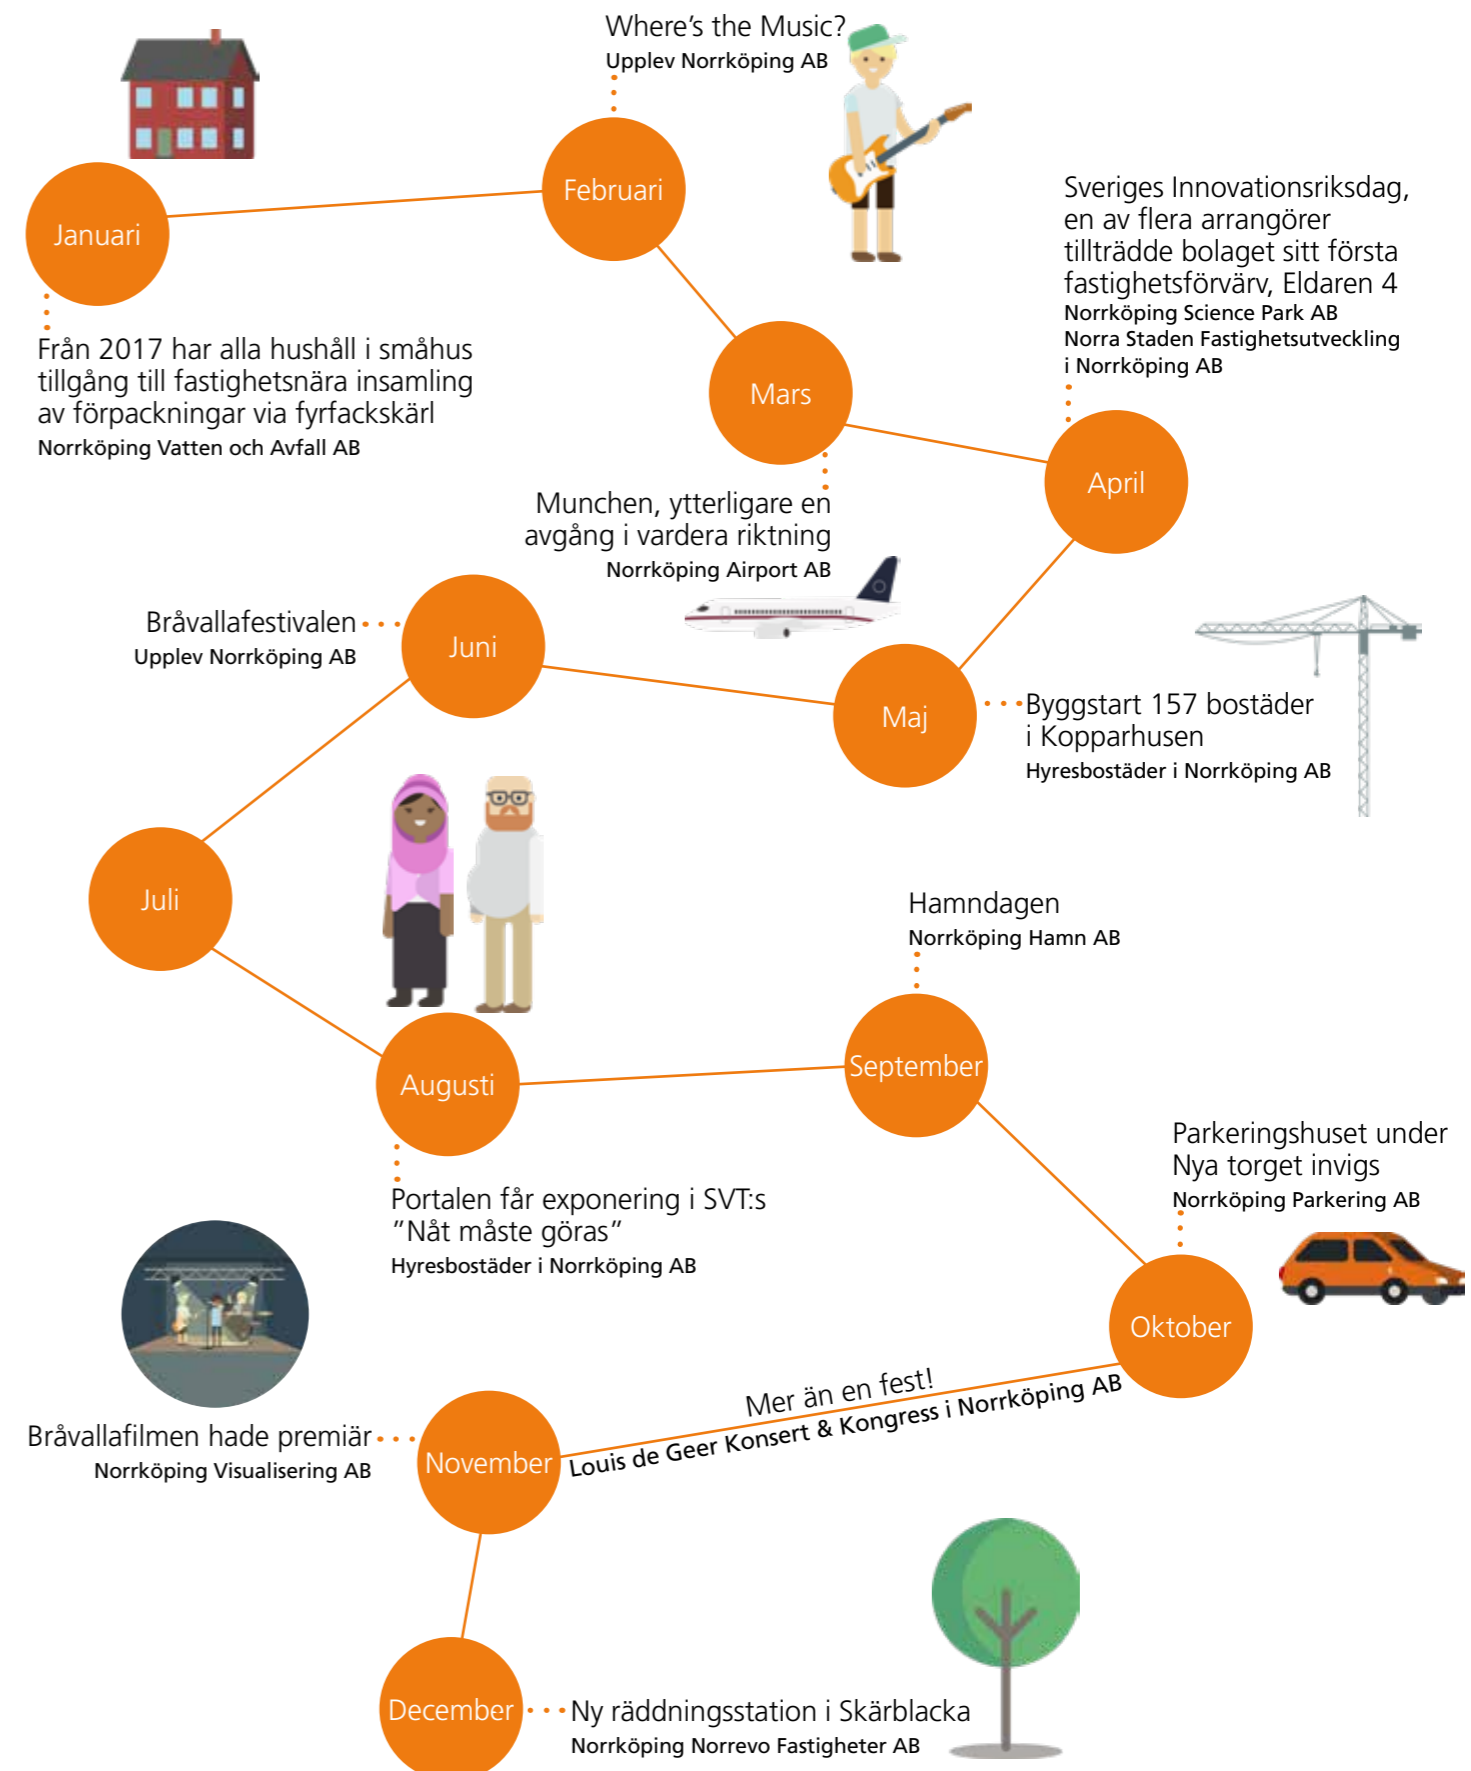 Januari
Från 2017 har alla hushåll i småhus
tillgång till fastighetsnära insamling
av förpackningar via fyrfackskärl
Norrköping Vatten och Avfall AB
Where's the Music?
Upplev Norrköping AB
Februari
Mars
Munchen, ytterligare en
avgång i vardera riktning
Norrköping Airport AB
Sveriges Innovationsriksdag,
en av flera arrangörer
tillträdde bolaget sitt första
fastighetsförvärv, Eldaren 4
Norrköping Science Park AB
Norra Staden Fastighetsutveckling
i Norrköping AB
April
Maj
Byggstart 157 bostäder
i Kopparhusen
Hyresbostäder i Norrköping AB
Bråvallafestivalen
Upplev Norrköping AB
Juni
Juli
Augusti
Portalen får exponering i SVT:s
”Nåt måste göras”
Hyresbostäder i Norrköping AB
Hamndagen
Norrköping Hamn AB
September
Parkeringshuset under
Nya torget invigs
Norrköping Parkering AB
Oktober
Mer än en fest!
Louis de Geer Konsert & Kongress i Norrköping AB
Bråvallafilmen hade premiär
Norrköping Visualisering AB
November
December
Ny räddningsstation i Skärblacka
Norrköping Norrevo Fastigheter AB